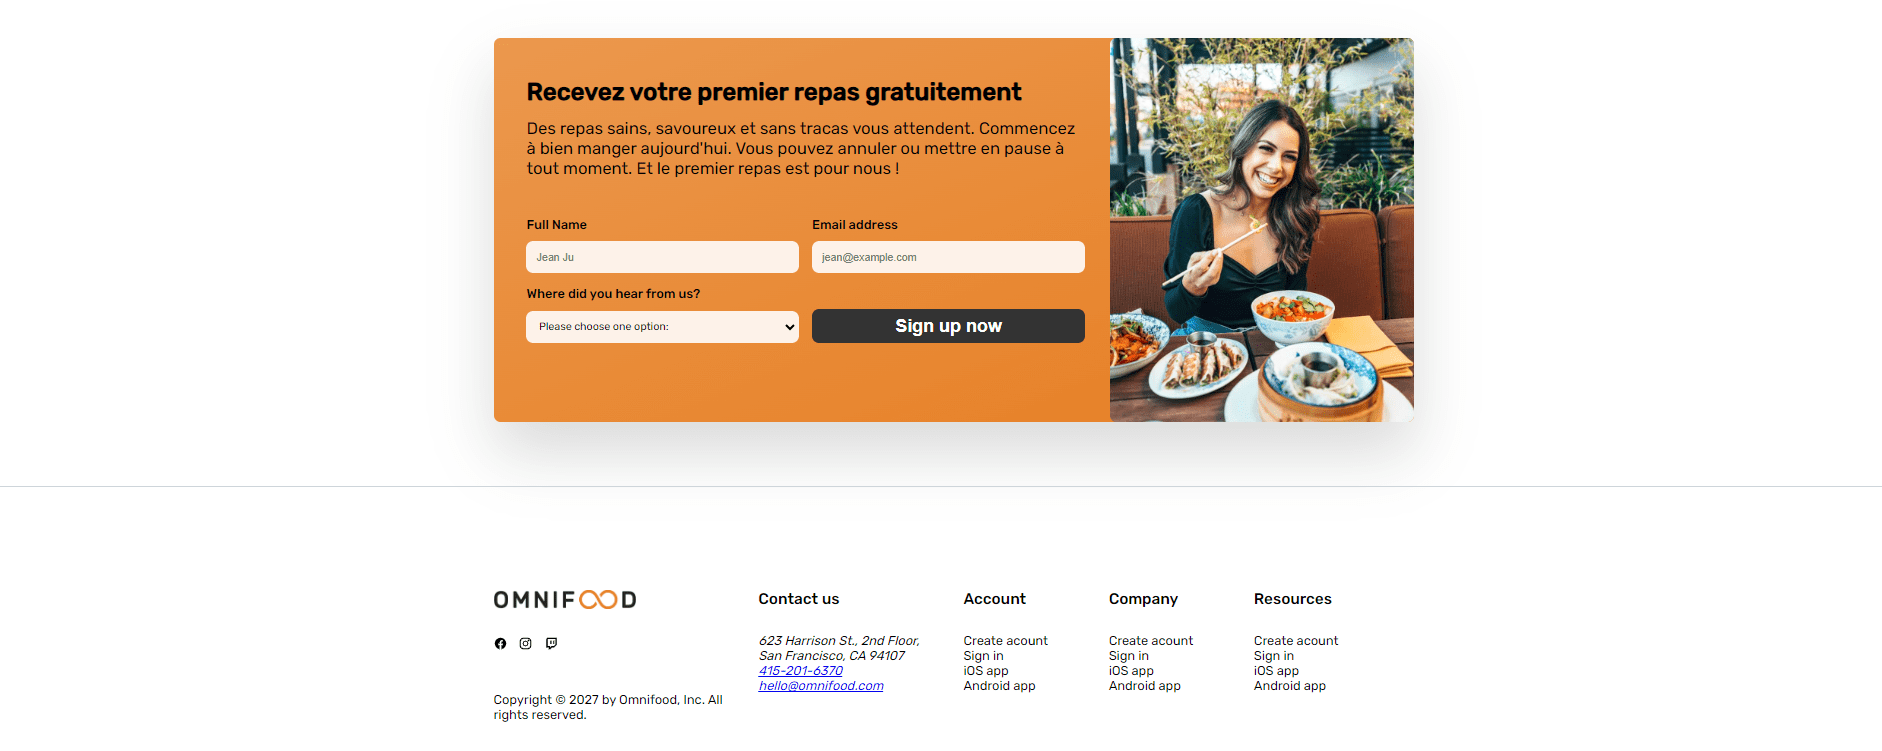 Recevez votre premier repas gratuitement
Des repas sains, savoureux et sans tracas vous attendent. Commencez
à bien manger aujourd'hui. Vous pouvez annuler ou mettre en pause à
tout moment. Et le premier repas est pour nous !
Full Name
Email address
Jean Ju
jean@example.com
Where did you hear from us?
Please choose one option:
Sign up now
OMNIFOOD
Copyright © 2027 by Omnifood, Inc. All
rights reserved.
Contact us
623 Harrison St., 2nd Floor,
San Francisco, CA 94107
415-201-6370
hello@omnifood.com
Account
Create acount
Sign in
iOS app
Android app
Company
Create acount
Sign in
iOS app
Android app
Resources
Create acount
Sign in
iOS app
Android app